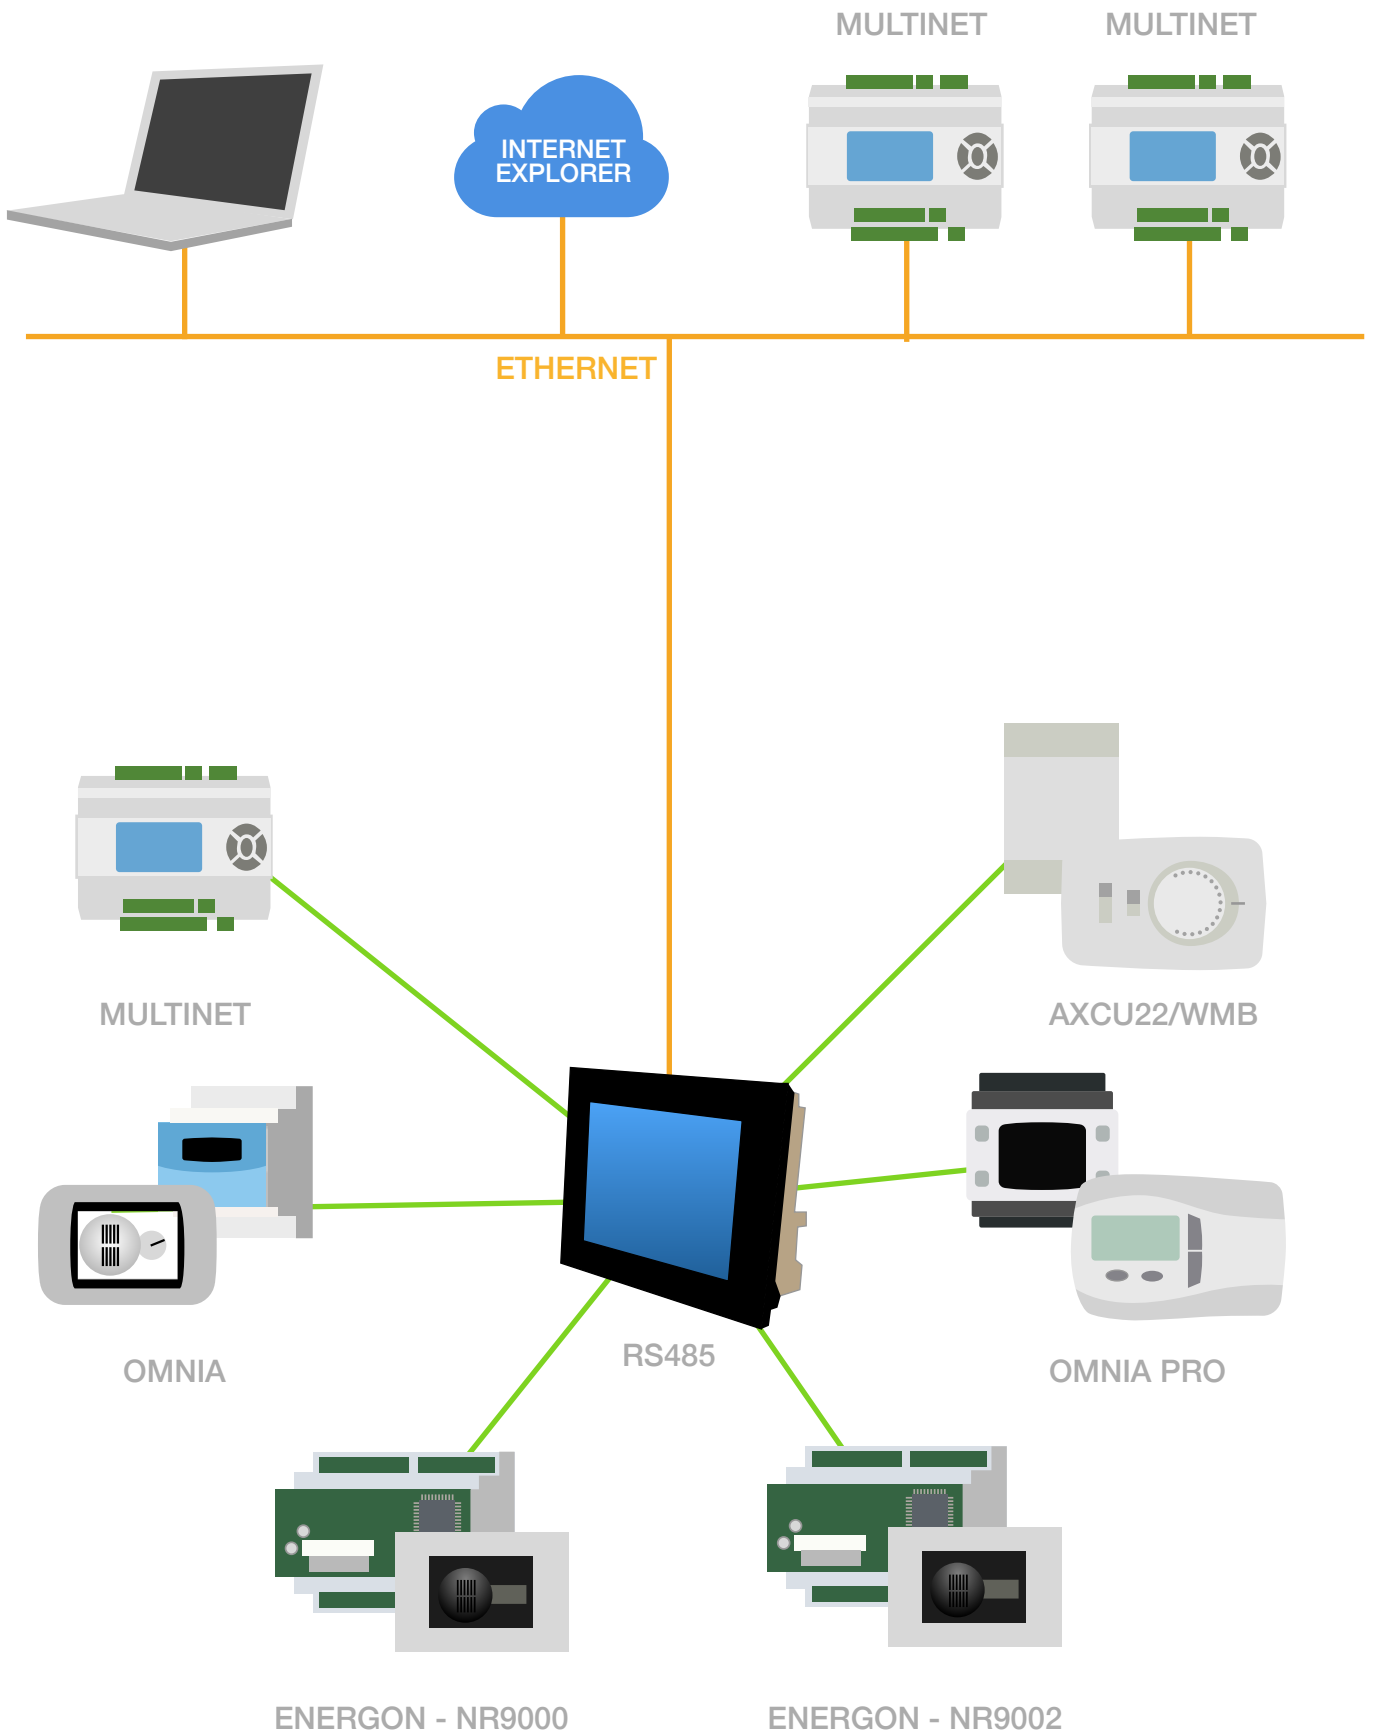 MULTINET
MULTINET
INTERNET
EXPLORER
ETHERNET
MULTINET
AXCU22/WMB
RS485
OMNIA
OMNIA PRO
ENERGON - NR9000
ENERGON - NR9002